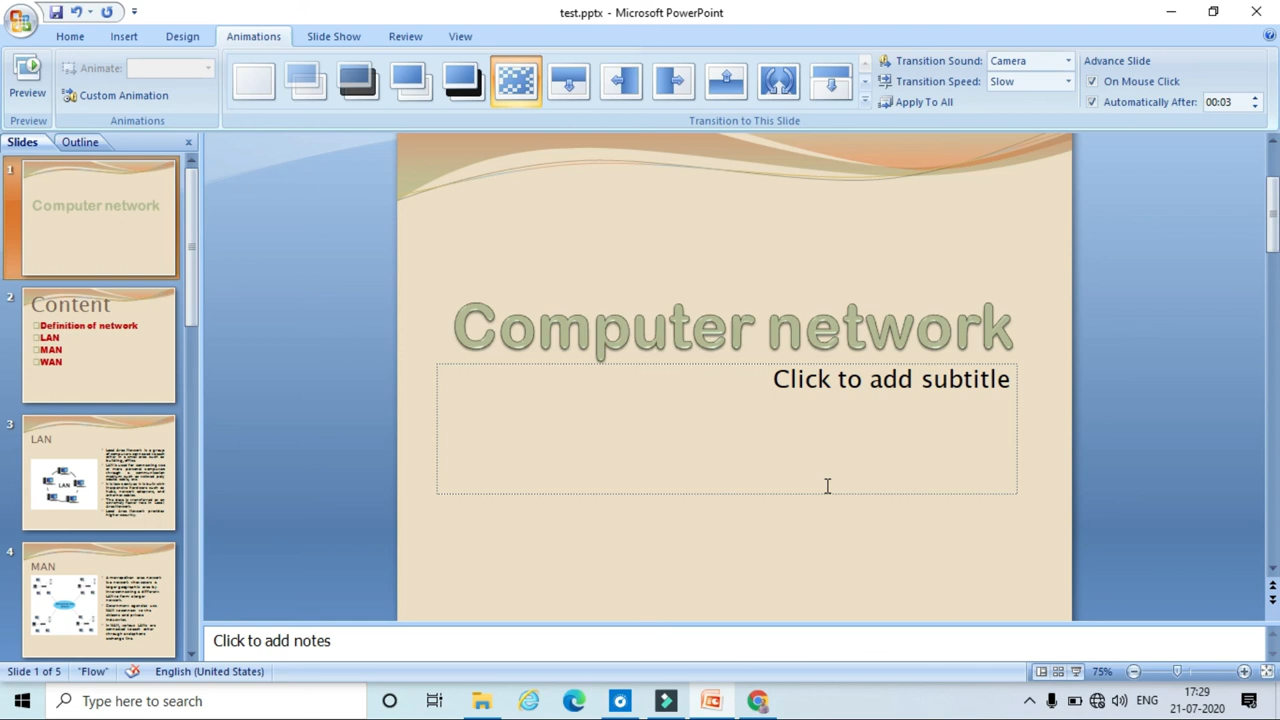 test.pptx - Microsoft PowerPoint
Home Insert Design Animations Slide Show Review View
Preview
Animate:
Custom Animation
Transition Sound: Camera
Transition Speed: Slow
Apply To All
Advance Slide
On Mouse Click
Automatically After: 00:03
Preview Animations Transition to This Slide
Slides Outline
1
Computer network
2
Content
Definition of network
LAN
MAN
WAN
3
LAN
LAN
4
MAN
Computer network
Click to add subtitle
Click to add notes
Slide 1 of 5 "Flow" English (United States) 75%
Type here to search
ENG
17:29
21-07-2020